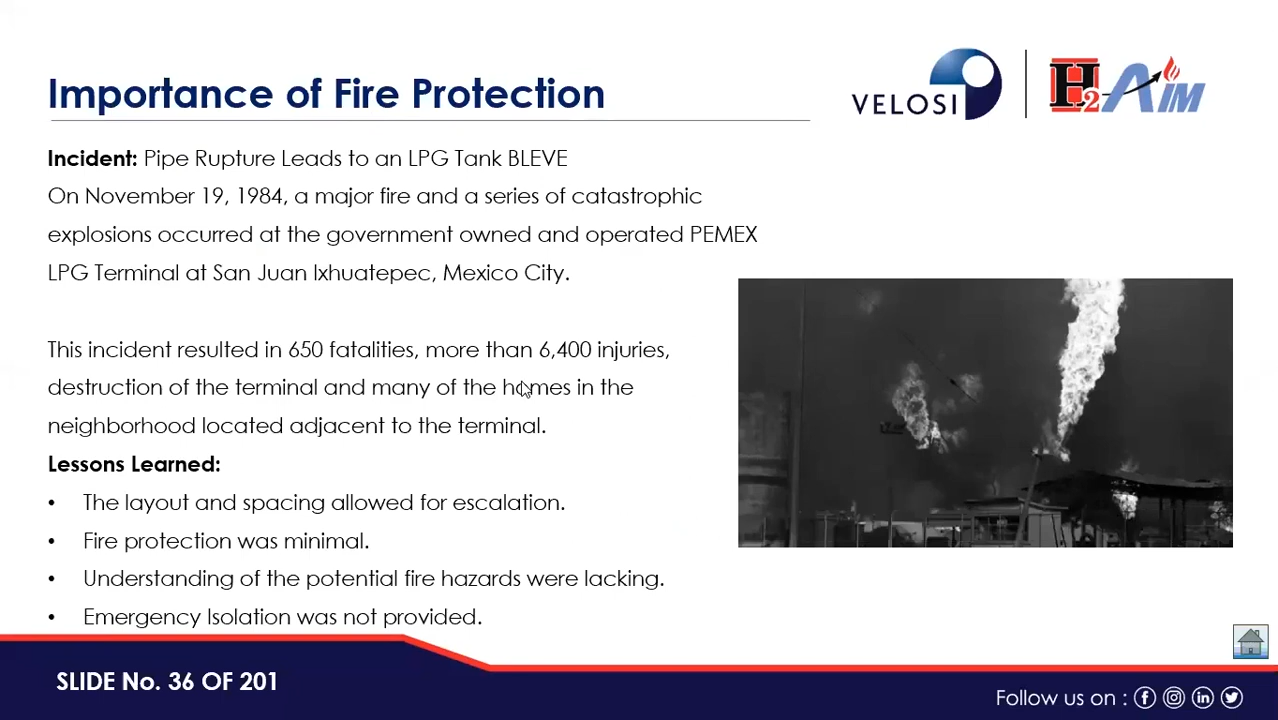 Importance of Fire Protection
VELOSI
H2AIM
Incident: Pipe Rupture Leads to an LPG Tank BLEVE
On November 19, 1984, a major fire and a series of catastrophic
explosions occurred at the government owned and operated PEMEX
LPG Terminal at San Juan Ixhuatepec, Mexico City.
This incident resulted in 650 fatalities, more than 6,400 injuries,
destruction of the terminal and many of the homes in the
neighborhood located adjacent to the terminal.
Lessons Learned:
• The layout and spacing allowed for escalation.
• Fire protection was minimal.
• Understanding of the potential fire hazards were lacking.
• Emergency Isolation was not provided.
SLIDE No. 36 OF 201
Follow us on :